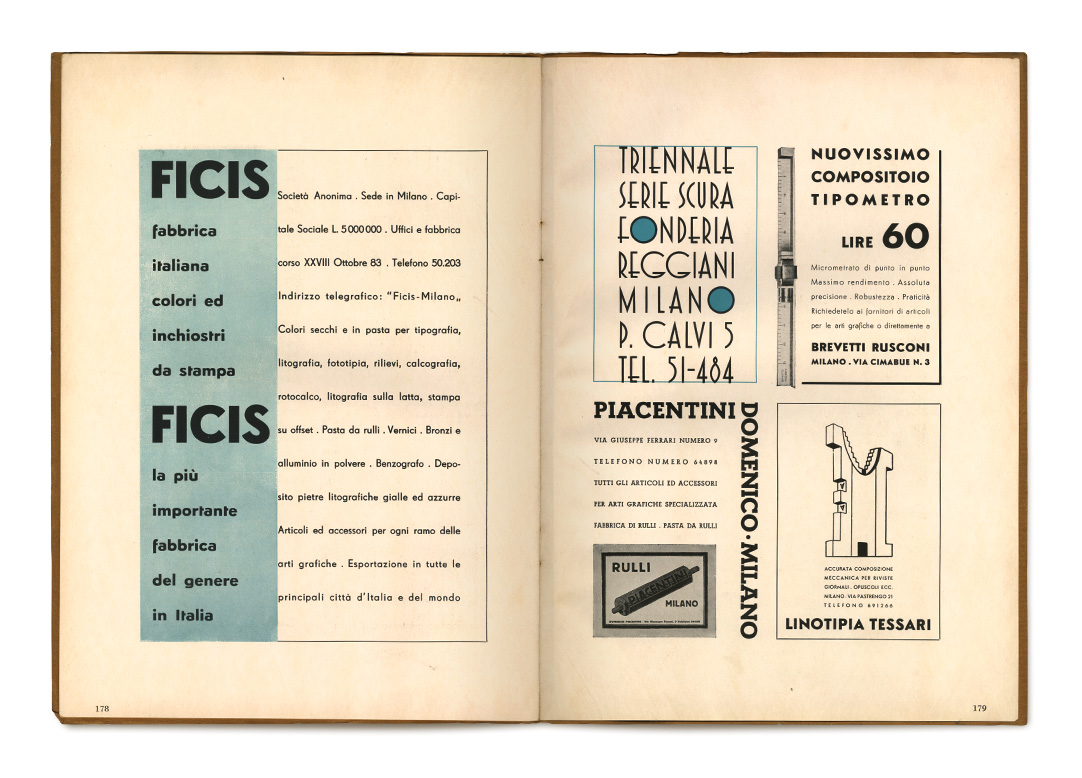 FICIS
fabbrica
italiana
colori ed
inchiostri
da stampa
FICIS
la più
importante
fabbrica
del genere
in Italia
Società Anonima . Sede in Milano . Capi-
tale Sociale L. 5 000 000 . Uffici e fabbrica
corso XXVIII Ottobre 83 . Telefono 50.203
Indirizzo telegrafico: "Ficis-Milano„
Colori secchi e in pasta per tipografia,
litografia, fototipia, rilievi, calcografia,
rotocalco, litografia sulla latta, stampa
su offset . Pasta da rulli . Vernici . Bronzi e
alluminio in polvere . Benzografo . Depo-
sito pietre litografiche gialle ed azzurre
Articoli ed accessori per ogni ramo delle
arti grafiche . Esportazione in tutte le
principali città d'Italia e del mondo
178
TRIENNALE
SERIE SCURA
FONDERIA
REGGIANI
MILANO
P. CALVI 5
TEL. 51-484
NUOVISSIMO
COMPOSITOIO
TIPOMETRO
LIRE 60
Micrometrato di punto in punto
Massimo rendimento . Assoluta
precisione . Robustezza . Praticità
Richiedetelo ai fornitori di articoli
per le arti grafiche o direttamente a
BREVETTI RUSCONI
MILANO . VIA CIMABUE N. 3
PIACENTINI
DOMENICO · MILANO
VIA GIUSEPPE FERRARI NUMERO 9
TELEFONO NUMERO 64898
TUTTI GLI ARTICOLI ED ACCESSORI
PER ARTI GRAFICHE SPECIALIZZATA
FABBRICA DI RULLI . PASTA DA RULLI
RULLI
PIACENTINI
MILANO
ACCURATA COMPOSIZIONE
MECCANICA PER RIVISTE
GIORNALI . OPUSCOLI ECC.
MILANO. VIA PASTRENGO 21
TELEFONO 691266
LINOTIPIA TESSARI
179